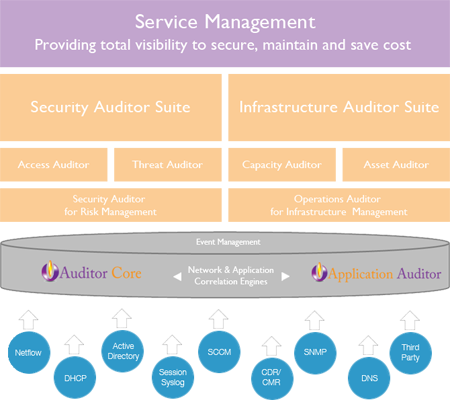 Service Management
Providing total visibility to secure, maintain and save cost
Security Auditor Suite
Infrastructure Auditor Suite
Access Auditor
Threat Auditor
Capacity Auditor
Asset Auditor
Security Auditor
for Risk Management
Operations Auditor
for Infrastructure Management
Event Management
Auditor Core
Network & Application
Correlation Engines
Application Auditor
Netflow
DHCP
Active
Directory
Session
Syslog
SCCM
CDR/
CMR
SNMP
DNS
Third
Party